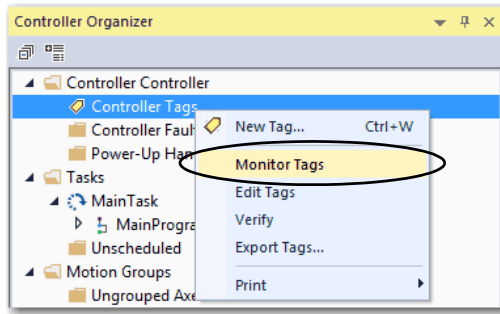 Controller Organizer
Controller Controller
Controller Tags
Controller Faul
Power-Up Han
Tasks
MainTask
MainProgra
Unscheduled
Motion Groups
Ungrouped Axe
New Tag... Ctrl+W
Monitor Tags
Edit Tags
Verify
Export Tags...
Print